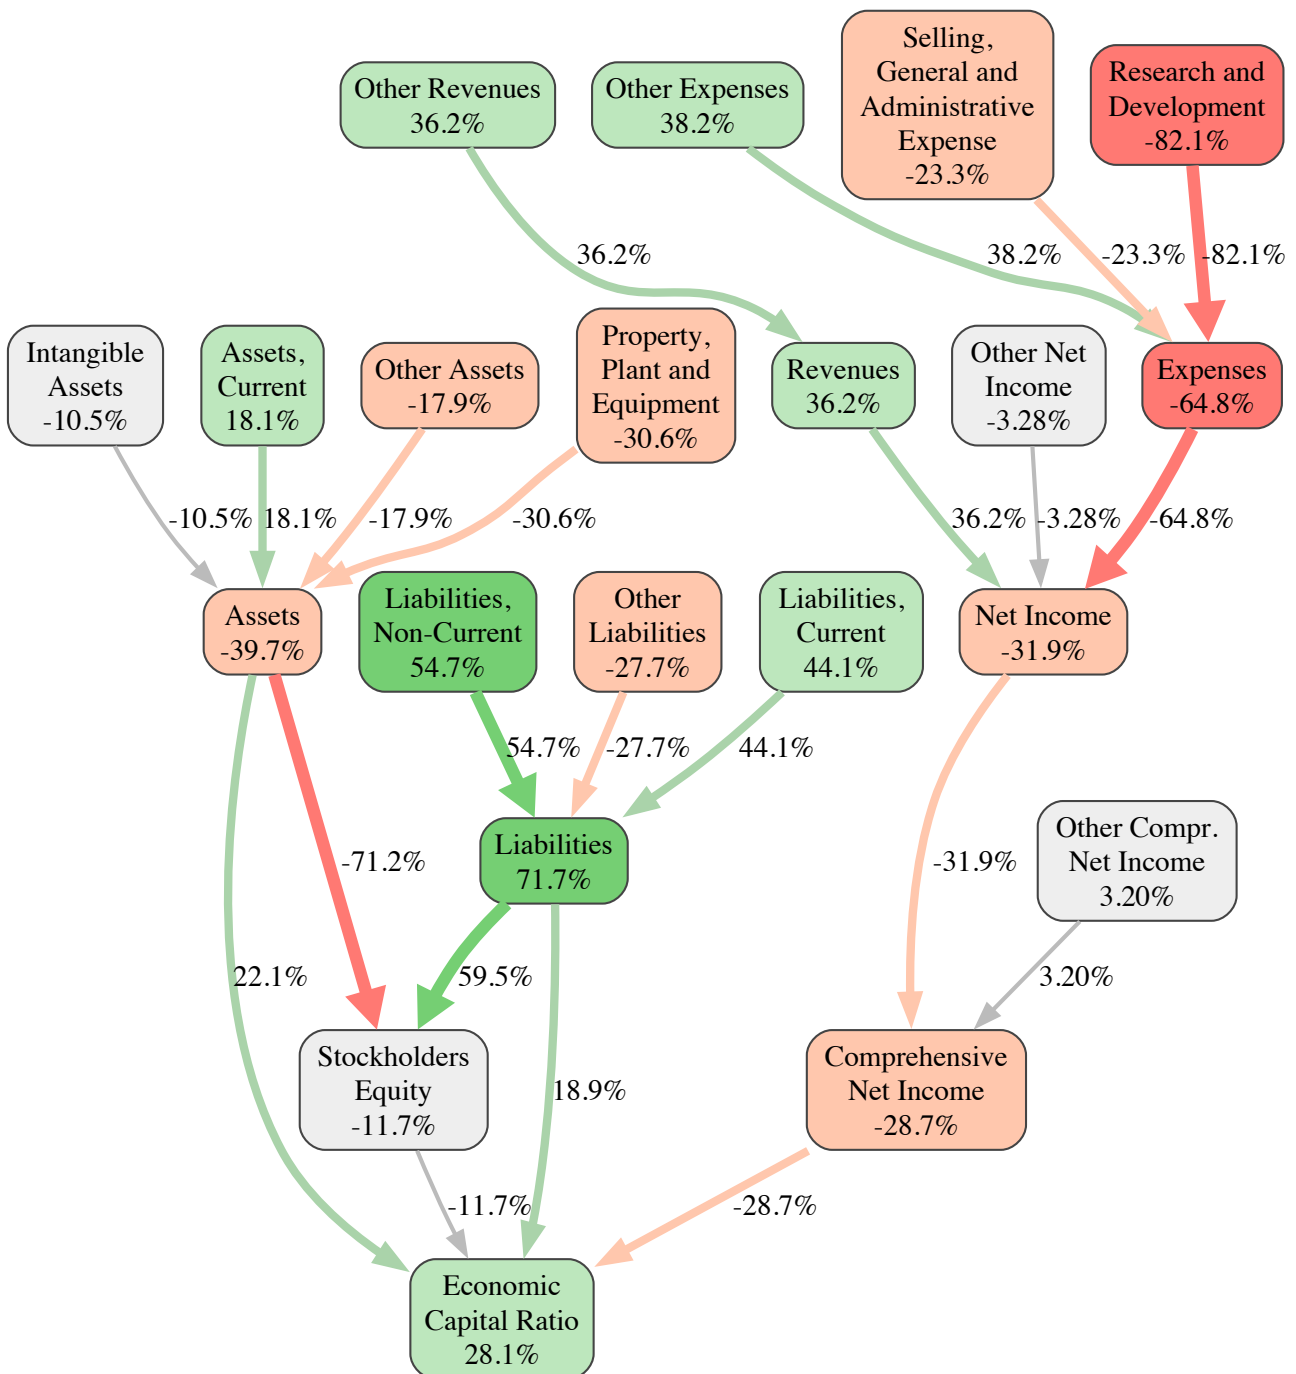 Other Revenues
36.2%
Other Expenses
38.2%
Selling,
General and
Administrative
Expense
-23.3%
Research and
Development
-82.1%
36.2%
38.2%
-23.3%
-82.1%
Intangible
Assets
-10.5%
Assets,
Current
18.1%
Other Assets
-17.9%
Property,
Plant and
Equipment
-30.6%
Revenues
36.2%
Other Net
Income
-3.28%
Expenses
-64.8%
-10.5%
18.1%
-17.9%
-30.6%
36.2%
-3.28%
-64.8%
Assets
-39.7%
Liabilities,
Non-Current
54.7%
Other
Liabilities
-27.7%
Liabilities,
Current
44.1%
Net Income
-31.9%
54.7%
-27.7%
44.1%
-71.2%
Liabilities
71.7%
-31.9%
Other Compr.
Net Income
3.20%
22.1%
59.5%
3.20%
Stockholders
Equity
-11.7%
18.9%
Comprehensive
Net Income
-28.7%
-11.7%
-28.7%
Economic
Capital Ratio
28.1%